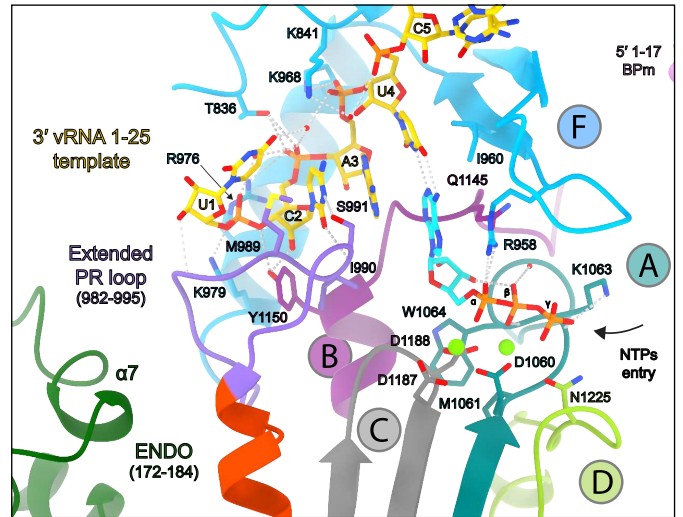 C5
K841
5′ 1-17
BPm
K968
U4
T836
F
3′ vRNA 1-25
template
R976
A3
I960
Q1145
U1
C2
S991
M989
R958
Extended
PR loop
(982-995)
K979
I990
A
K1063
α
β
γ
Y1150
W1064
NTPs
entry
D1188
B
D1060
D1187
M1061
N1225
α7
C
ENDO
(172-184)
D